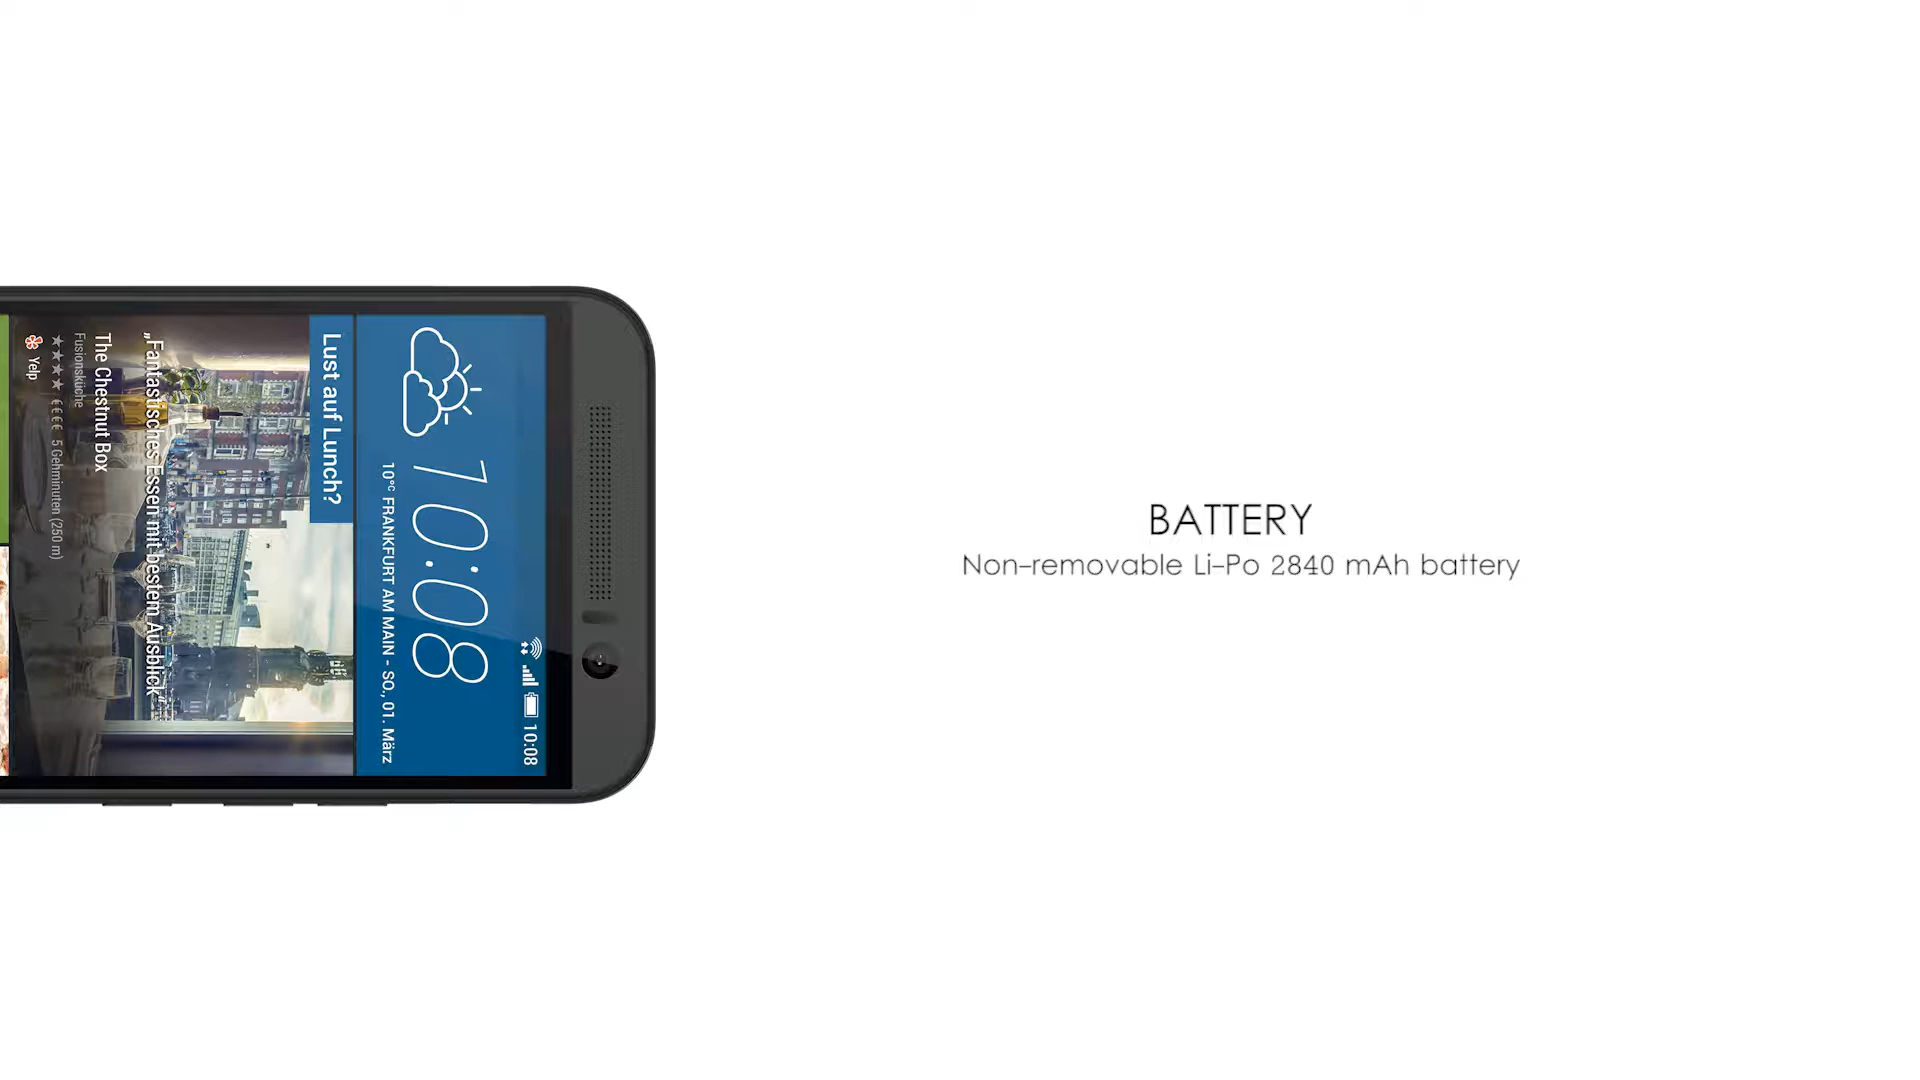 10:08
10:08
10°C FRANKFURT AM MAIN - SO., 01. März
Lust auf Lunch?
„Fantastisches Essen mit bestem Ausblick“
The Chestnut Box
Fusionsküche
★★★★ €€€€ 5 Gehminuten (250 m)
Yelp
BATTERY
Non-removable Li-Po 2840 mAh battery